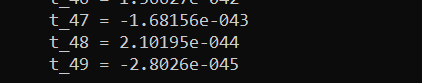 t_47 = -1.68156e-043
t_48 = 2.10195e-044
t_49 = -2.8026e-045